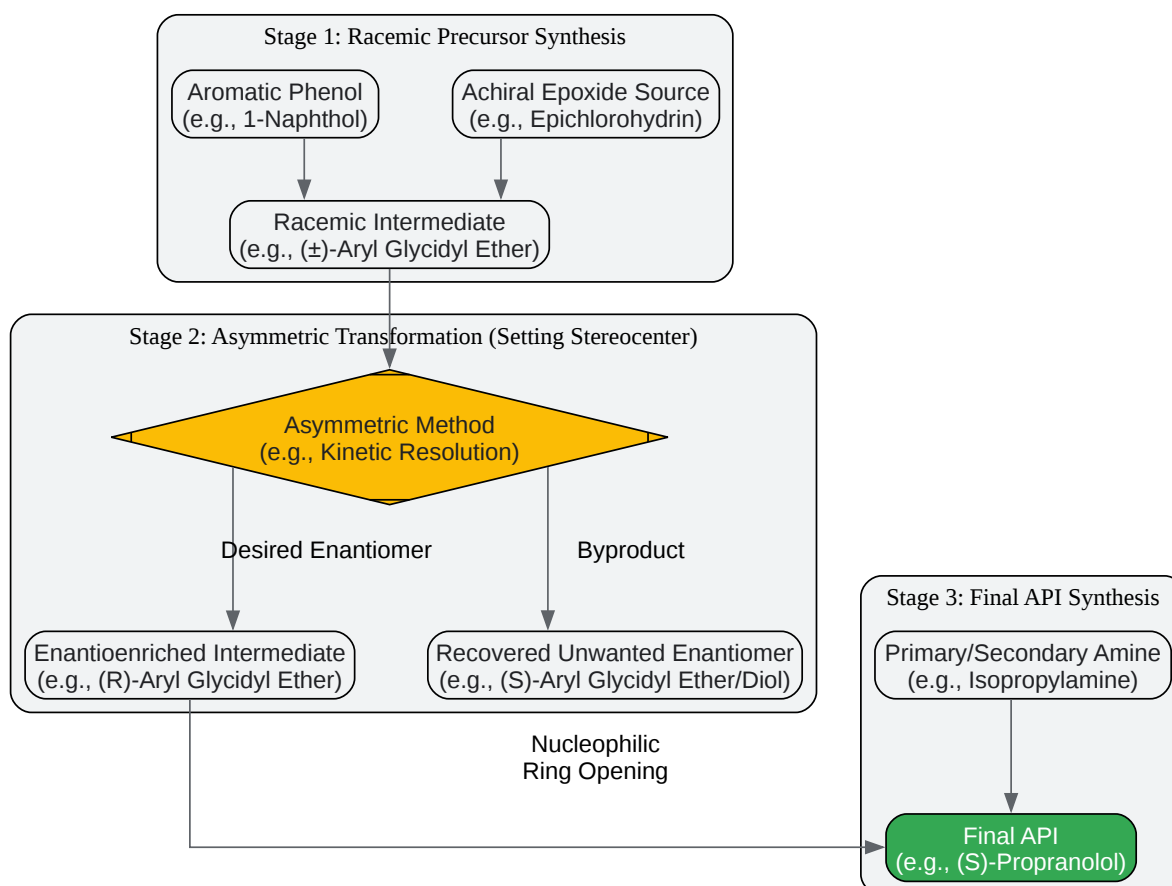 Stage 1: Racemic Precursor Synthesis
Aromatic Phenol
(e.g., 1-Naphthol)
Achiral Epoxide Source
(e.g., Epichlorohydrin)
Racemic Intermediate
(e.g., (±)-Aryl Glycidyl Ether)
Stage 2: Asymmetric Transformation (Setting Stereocenter)
Asymmetric Method
(e.g., Kinetic Resolution)
Desired Enantiomer
Byproduct
Enantioenriched Intermediate
(e.g., (R)-Aryl Glycidyl Ether)
Recovered Unwanted Enantiomer
(e.g., (S)-Aryl Glycidyl Ether/Diol)
Nucleophilic
Ring Opening
Stage 3: Final API Synthesis
Primary/Secondary Amine
(e.g., Isopropylamine)
Final API
(e.g., (S)-Propranolol)